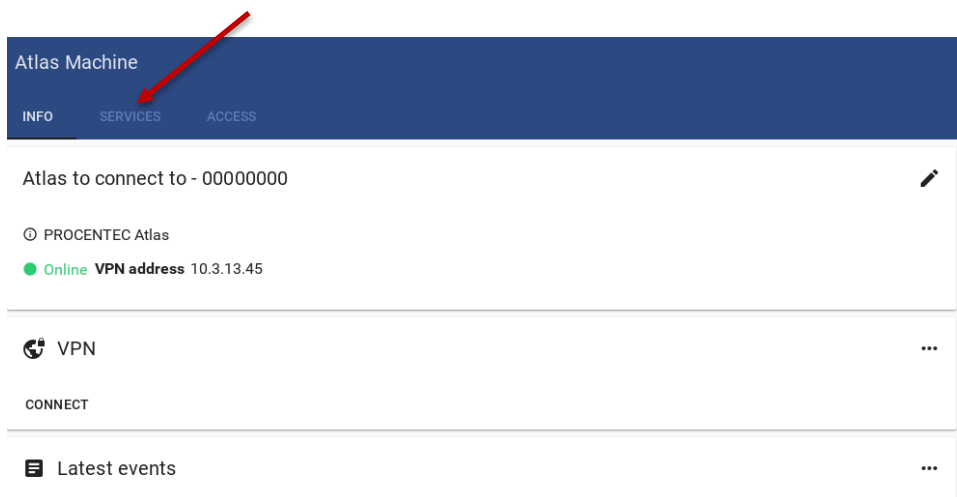 Atlas Machine
INFO SERVICES ACCESS
Atlas to connect to - 00000000
PROCENTEC Atlas
Online VPN address 10.3.13.45
VPN
CONNECT
Latest events